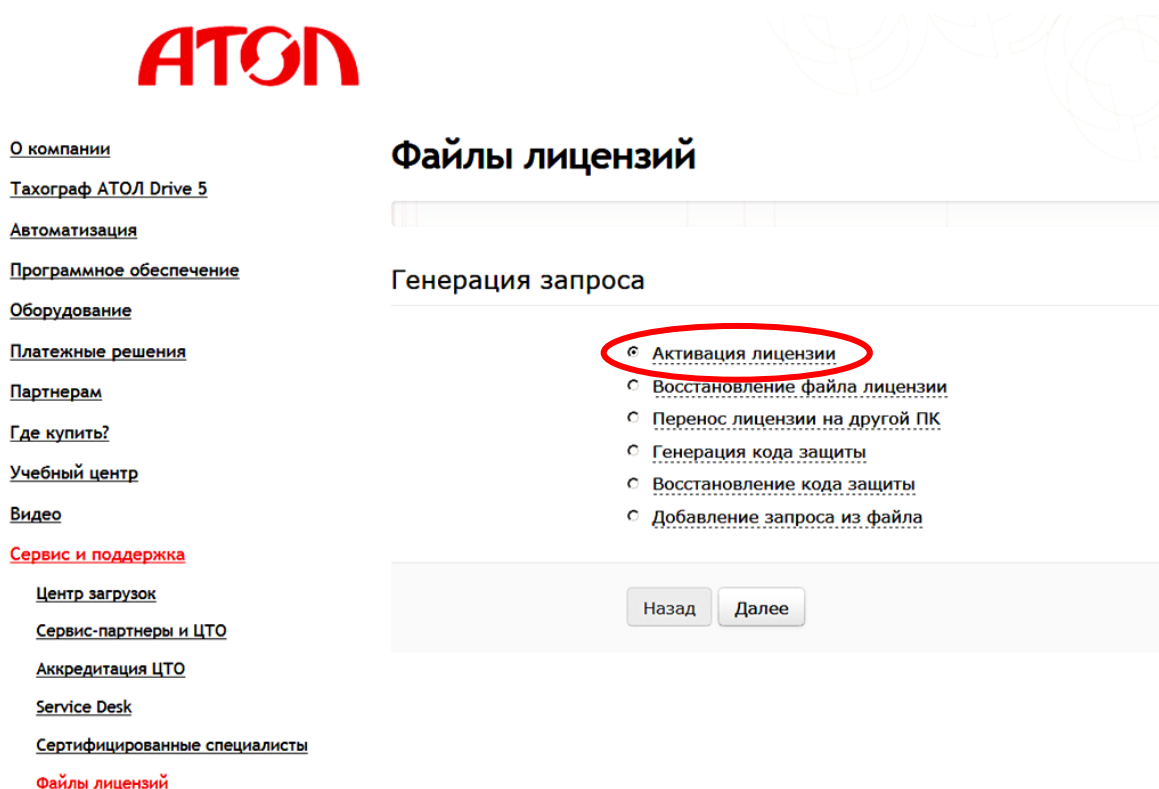 АТОЛ
О компании
Тахограф АТОЛ Drive 5
Автоматизация
Программное обеспечение
Оборудование
Платежные решения
Партнерам
Где купить?
Учебный центр
Видео
Сервис и поддержка
Центр загрузок
Сервис-партнеры и ЦТО
Аккредитация ЦТО
Service Desk
Сертифицированные специалисты
Файлы лицензий
Файлы лицензий
Генерация запроса
Активация лицензии
Восстановление файла лицензии
Перенос лицензии на другой ПК
Генерация кода защиты
Восстановление кода защиты
Добавление запроса из файла
Назад Далее